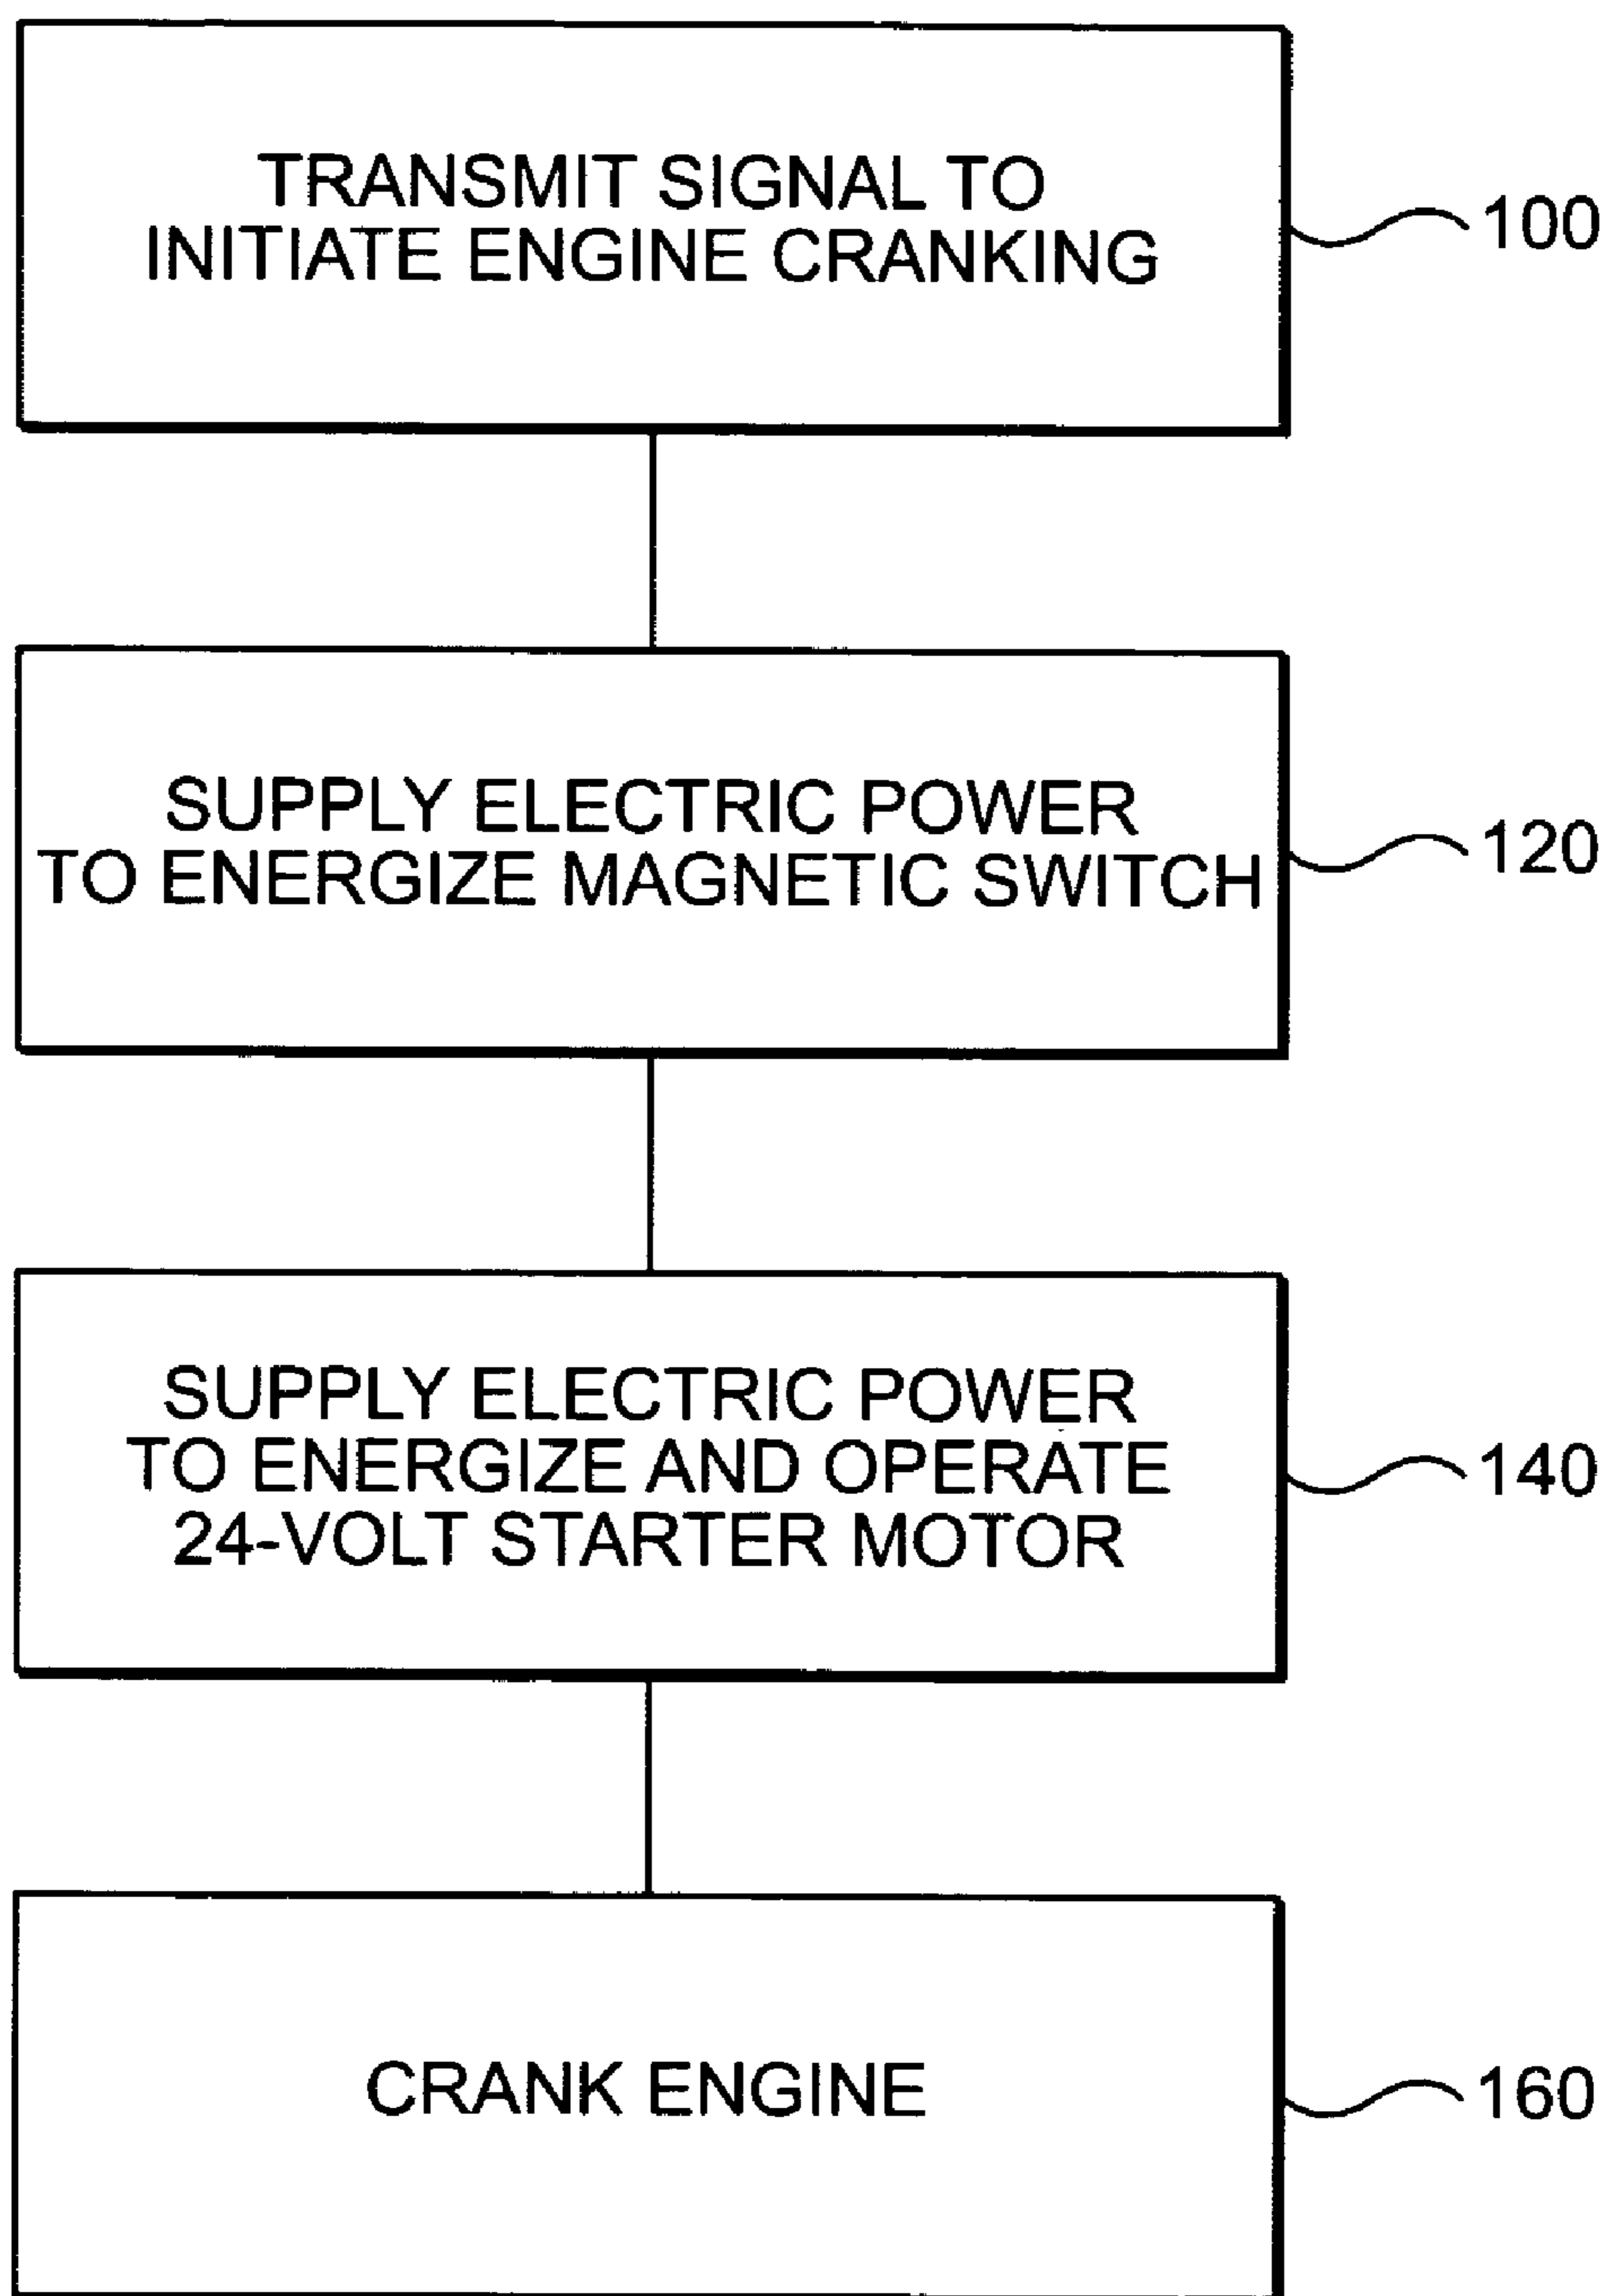 TRANSMIT SIGNAL TO
INITIATE ENGINE CRANKING
100
SUPPLY ELECTRIC POWER
TO ENERGIZE MAGNETIC SWITCH
120
SUPPLY ELECTRIC POWER
TO ENERGIZE AND OPERATE
24-VOLT STARTER MOTOR
140
CRANK ENGINE
160